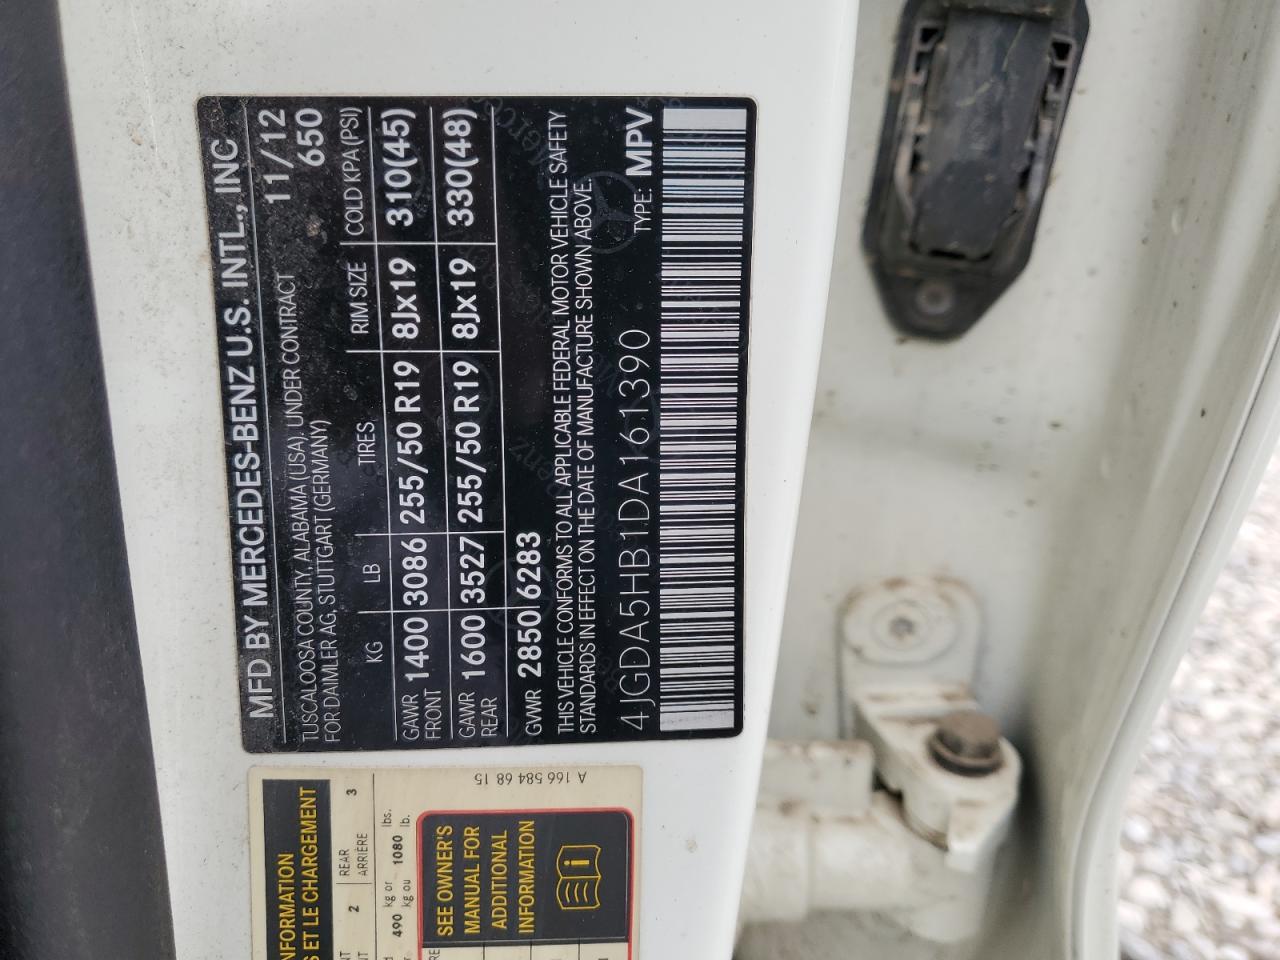 MFD BY MERCEDES-BENZ U.S. INTL., INC
TUSCALOOSA COUNTY, ALABAMA (USA), UNDER CONTRACT 11/12
FOR DAIMLER AG, STUTTGART (GERMANY) 650
KG LB TIRES RIM SIZE COLD KPA (PSI)
GAWR FRONT 1400 3086 255/50 R19 8Jx19 310(45)
GAWR REAR 1600 3527 255/50 R19 8Jx19 330(48)
GVWR 2850 6283
THIS VEHICLE CONFORMS TO ALL APPLICABLE FEDERAL MOTOR VEHICLE SAFETY
STANDARDS IN EFFECT ON THE DATE OF MANUFACTURE SHOWN ABOVE.
4JGDA5HB1DA161390 TYPE: MPV
NFORMATION
ET LE CHARGEMENT
2 REAR 3
ARRIÈRE
490 kg or 1080 lbs.
kg ou lb.
SEE OWNER'S
MANUAL FOR
ADDITIONAL
INFORMATION
A 166 584 68 15